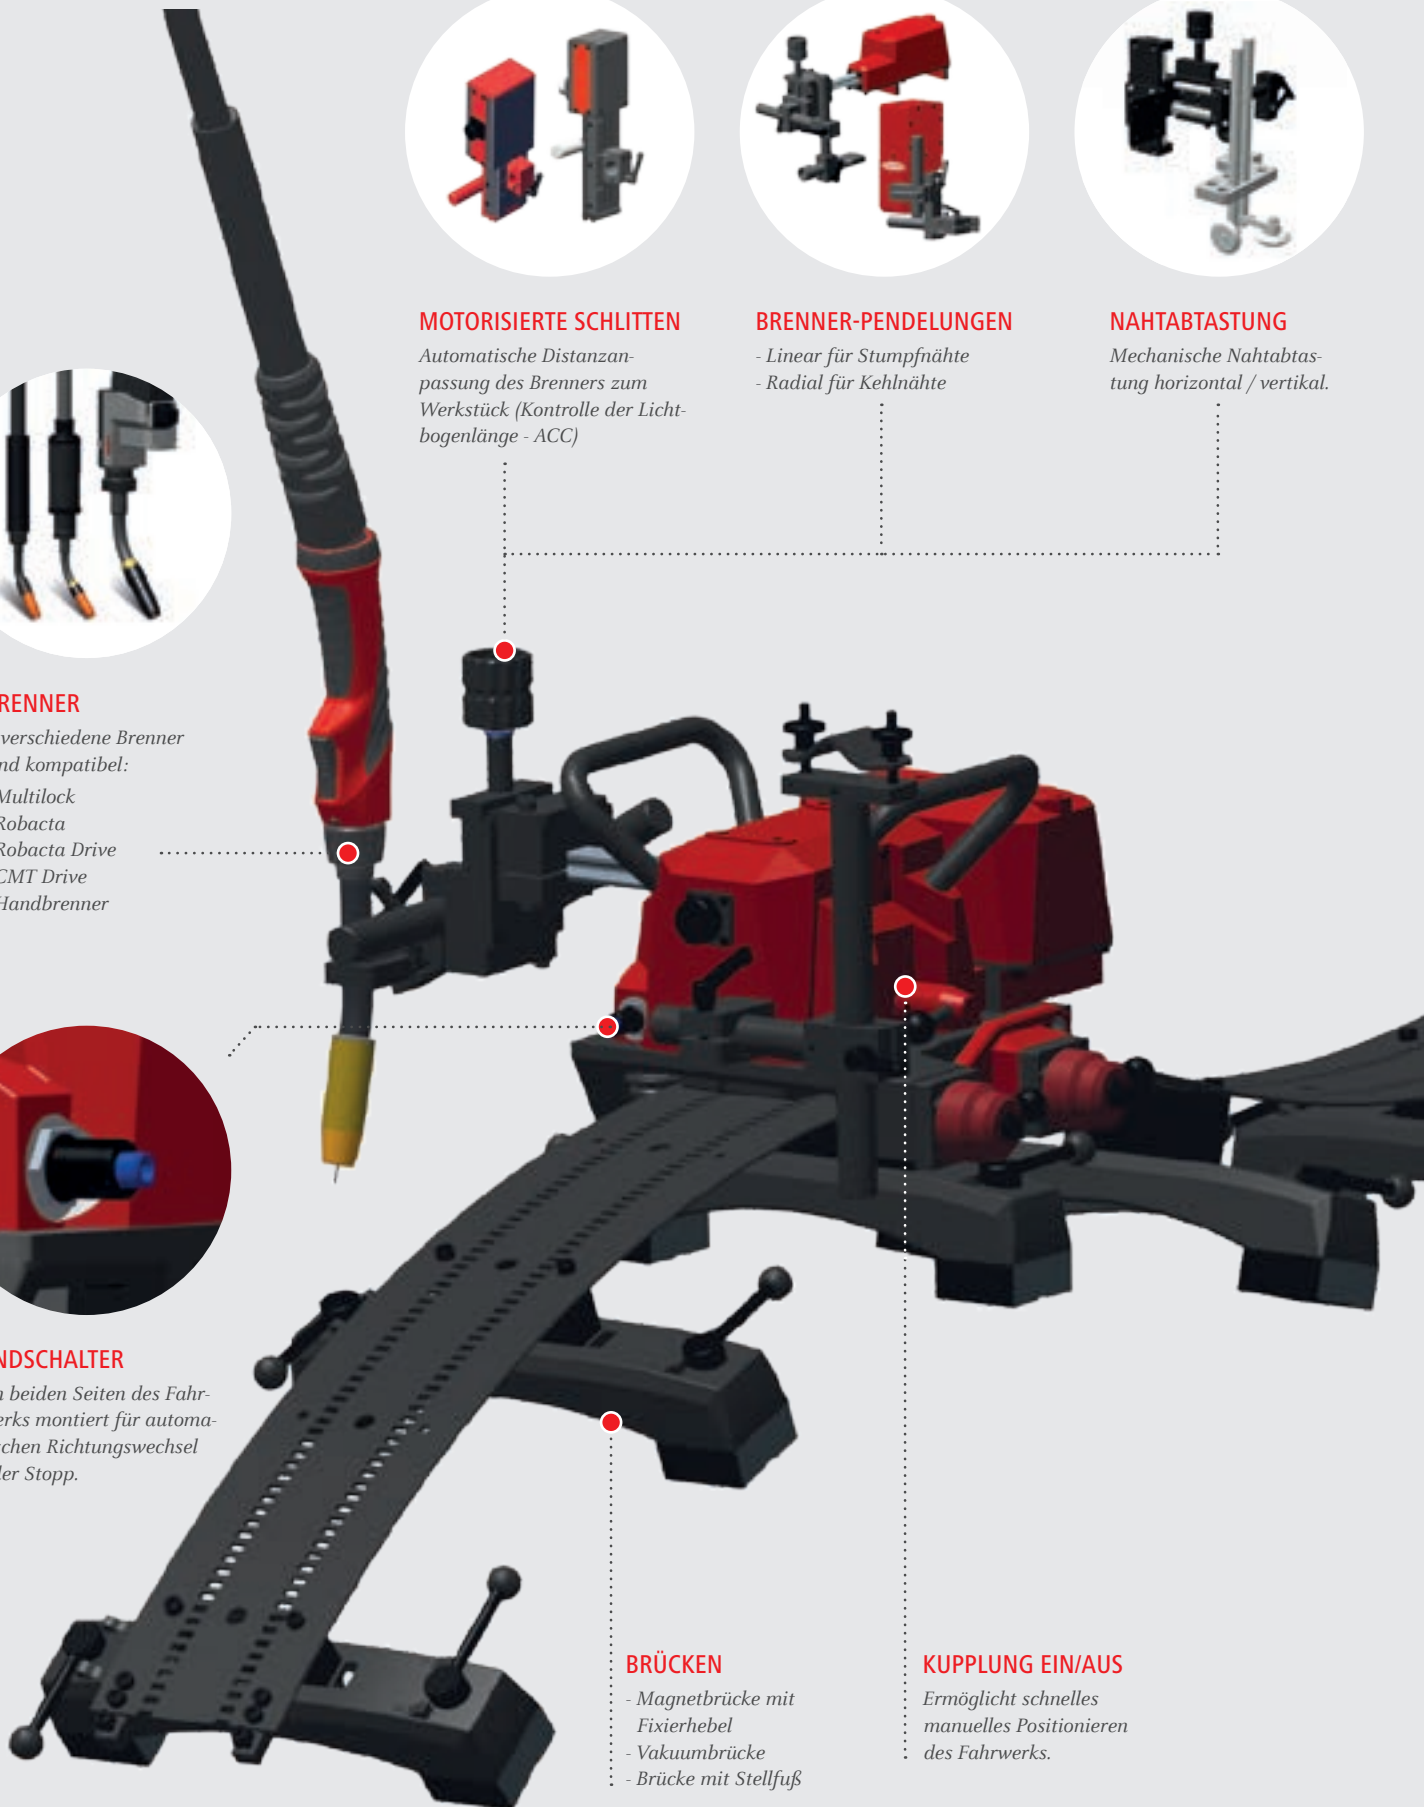 MOTORISIERTE SCHLITTEN
Automatische Distanzan-
passung des Brenners zum
Werkstück (Kontrolle der Licht-
bogenlänge - ACC)
BRENNER-PENDELUNGEN
- Linear für Stumpfnähte
- Radial für Kehlnähte
NAHTABTASTUNG
Mechanische Nahtabtas-
tung horizontal / vertikal.
RENNER
verschiedene Brenner
nd kompatibel:
Multilock
Robacta
Robacta Drive
CMT Drive
Handbrenner
NDSCHALTER
n beiden Seiten des Fahr-
erks montiert für automa-
schen Richtungswechsel
der Stopp.
BRÜCKEN
- Magnetbrücke mit
Fixierhebel
- Vakuumbrücke
- Brücke mit Stellfuß
KUPPLUNG EIN/AUS
Ermöglicht schnelles
manuelles Positionieren
des Fahrwerks.